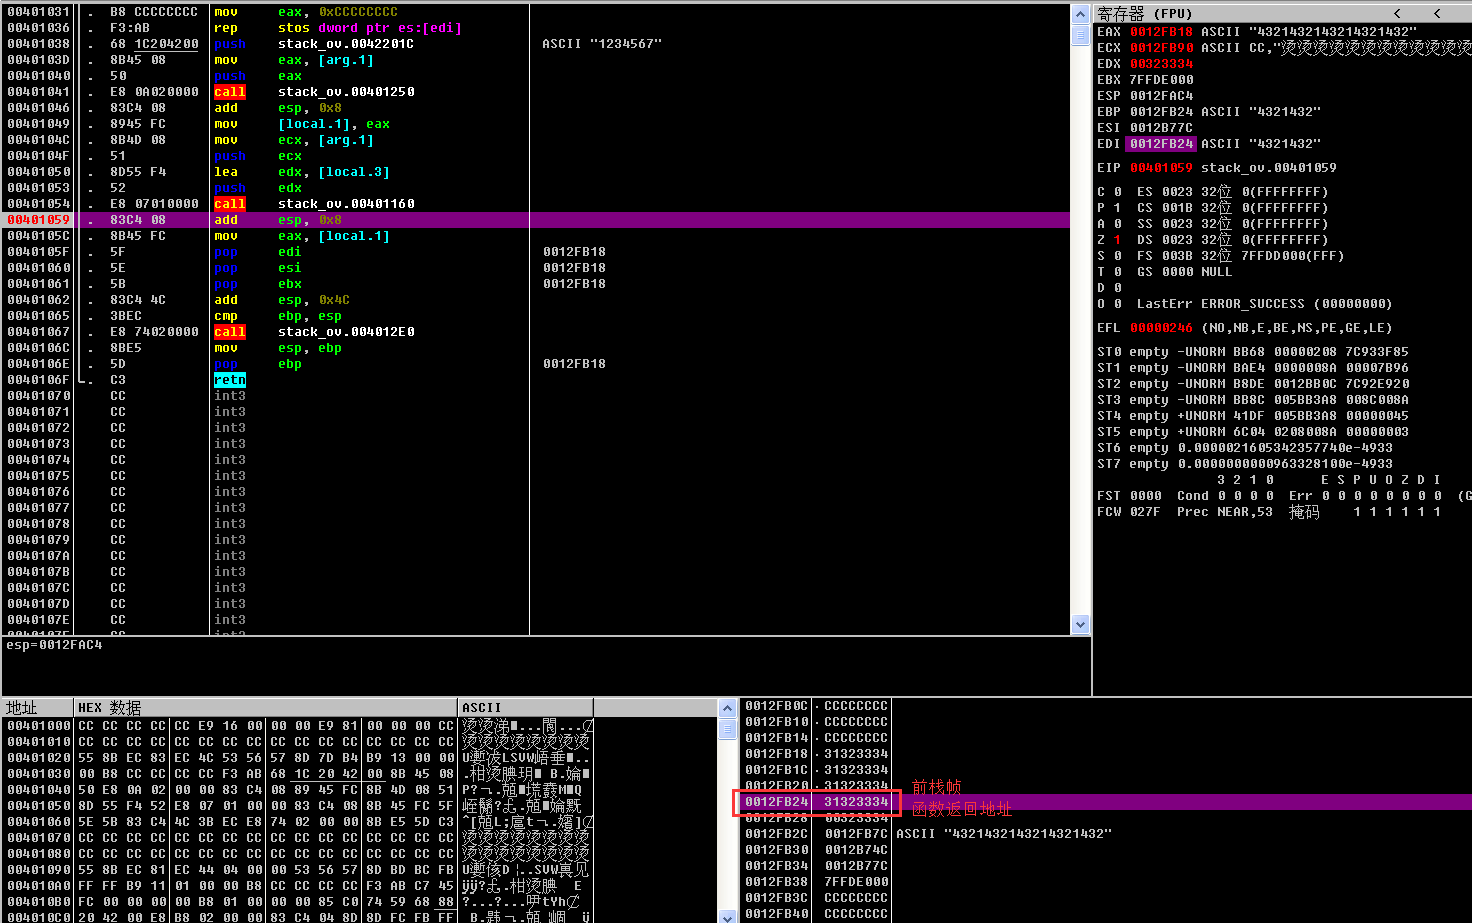 00401031 . B8 CCCCCCCC mov eax, 0xCCCCCCCC
00401036 . F3:AB rep stos dword ptr es:[edi]
00401038 . 68 1C204200 push stack_ov.0042201C ASCII "1234567"
0040103D . 8B45 08 mov eax, [arg.1]
00401040 . 50 push eax
00401041 . E8 0A020000 call stack_ov.00401250
00401046 . 83C4 08 add esp, 0x8
00401049 . 8945 FC mov [local.1], eax
0040104C . 8B4D 08 mov ecx, [arg.1]
0040104F . 51 push ecx
00401050 . 8D55 F4 lea edx, [local.3]
00401053 . 52 push edx
00401054 . E8 07010000 call stack_ov.00401160
00401059 . 83C4 08 add esp, 0x8
0040105C . 8B45 FC mov eax, [local.1]
0040105F . 5F pop edi 0012FB18
00401060 . 5E pop esi 0012FB18
00401061 . 5B pop ebx 0012FB18
00401062 . 83C4 4C add esp, 0x4C
00401065 . 3BEC cmp ebp, esp
00401067 . E8 74020000 call stack_ov.004012E0
0040106C . 8BE5 mov esp, ebp
0040106E . 5D pop ebp 0012FB18
0040106F . C3 retn
00401070 CC int3
00401071 CC int3
00401072 CC int3
00401073 CC int3
00401074 CC int3
00401075 CC int3
00401076 CC int3
00401077 CC int3
00401078 CC int3
00401079 CC int3
0040107A CC int3
0040107B CC int3
0040107C CC int3
0040107D CC int3
0040107E CC int3
0040107F CC int3
esp=0012FAC4
寄存器 (FPU) < <
EAX 0012FB18 ASCII "43214321432143214321432"
ECX 0012FB90 ASCII CC,"烫烫烫烫烫烫烫烫烫烫烫烫
EDX 00323334
EBX 7FFDE000
ESP 0012FAC4
EBP 0012FB24 ASCII "4321432"
ESI 0012B77C
EDI 0012FB24 ASCII "4321432"
EIP 00401059 stack_ov.00401059
C 0 ES 0023 32位 0(FFFFFFFF)
P 1 CS 001B 32位 0(FFFFFFFF)
A 0 SS 0023 32位 0(FFFFFFFF)
Z 1 DS 0023 32位 0(FFFFFFFF)
S 0 FS 003B 32位 7FFDD000(FFF)
T 0 GS 0000 NULL
D 0
O 0 LastErr ERROR_SUCCESS (00000000)
EFL 00000246 (NO,NB,E,BE,NS,PE,GE,LE)
ST0 empty -UNORM BB68 00000208 7C933F85
ST1 empty -UNORM BAE4 0000008A 00007B96
ST2 empty -UNORM B8DE 0012BB0C 7C92E920
ST3 empty -UNORM BB8C 005BB3A8 008C008A
ST4 empty +UNORM 41DF 005BB3A8 00000045
ST5 empty +UNORM 6C04 0208008A 00000003
ST6 empty 0.0000021605342357740e-4933
ST7 empty 0.0000000000963328100e-4933
3 2 1 0 E S P U O Z D I
FST 0000 Cond 0 0 0 0 Err 0 0 0 0 0 0 0 0 (G
FCW 027F Prec NEAR,53 掩码 1 1 1 1 1 1
地址 HEX 数据 ASCII
00401000 CC CC CC CC CC E9 16 00 00 00 E9 81 00 00 00 CC
00401010 CC CC CC CC CC CC CC CC CC CC CC CC CC CC CC CC 烫烫烫烫烫烫烫烫
00401020 55 8B EC 83 EC 4C 53 56 57 8D 7D B4 B9 13 00 00
00401030 00 B8 CC CC CC CC F3 AB 68 1C 20 42 00 8B 45 08
00401040 50 E8 0A 02 00 00 83 C4 08 89 45 FC 8B 4D 08 51
00401050 8D 55 F4 52 E8 07 01 00 00 83 C4 08 8B 45 FC 5F
00401060 5E 5B 83 C4 4C 3B EC E8 74 02 00 00 8B E5 5D C3
00401070 CC CC CC CC CC CC CC CC CC CC CC CC CC CC CC CC 烫烫烫烫烫烫烫烫
00401080 CC CC CC CC CC CC CC CC CC CC CC CC CC CC CC CC 烫烫烫烫烫烫烫烫
00401090 55 8B EC 81 EC 44 04 00 00 53 56 57 8D BD BC FB
004010A0 FF FF B9 11 01 00 00 B8 CC CC CC CC F3 AB C7 45
004010B0 FC 00 00 00 00 B8 01 00 00 00 85 C0 74 59 68 88
004010C0 20 42 00 E8 B8 02 00 00 83 C4 04 8D 8D FC FB FF
0012FB0C CCCCCCCC
0012FB10 CCCCCCCC
0012FB14 CCCCCCCC
0012FB18 31323334
0012FB1C 31323334
0012FB20 31323334 前栈帧
0012FB24 31323334 函数返回地址
0012FB28 00323334
0012FB2C 0012FB7C ASCII "43214321432143214321432"
0012FB30 0012B74C
0012FB34 0012B77C
0012FB38 7FFDE000
0012FB3C CCCCCCCC
0012FB40 CCCCCCCC